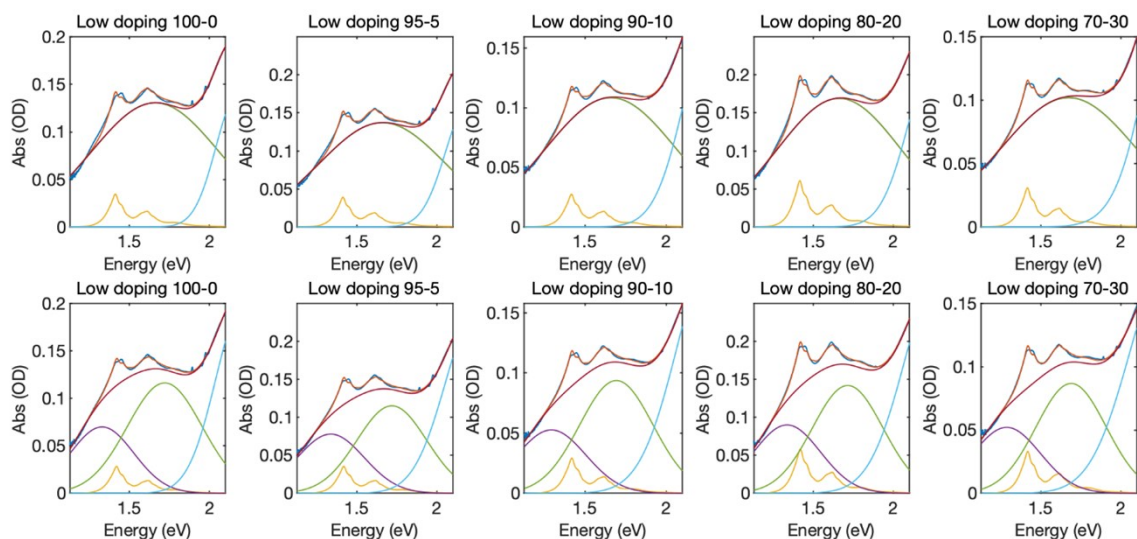 Low doping 100-0 Low doping 95-5 Low doping 90-10 Low doping 80-20 Low doping 70-30
0.2 0.15 0.1 0.05 0 Abs (OD) 1.5 2 Energy (eV)
0.2 0.15 0.1 0.05 0 Abs (OD) 1.5 2 Energy (eV)
0.15 0.1 0.05 0 Abs (OD) 1.5 2 Energy (eV)
0.2 0.15 0.1 0.05 0 Abs (OD) 1.5 2 Energy (eV)
0.15 0.1 0.05 0 Abs (OD) 1.5 2 Energy (eV)
Low doping 100-0 Low doping 95-5 Low doping 90-10 Low doping 80-20 Low doping 70-30
0.2 0.15 0.1 0.05 0 Abs (OD) 1.5 2 Energy (eV)
0.2 0.15 0.1 0.05 0 Abs (OD) 1.5 2 Energy (eV)
0.15 0.1 0.05 0 Abs (OD) 1.5 2 Energy (eV)
0.2 0.15 0.1 0.05 0 Abs (OD) 1.5 2 Energy (eV)
0.15 0.1 0.05 0 Abs (OD) 1.5 2 Energy (eV)